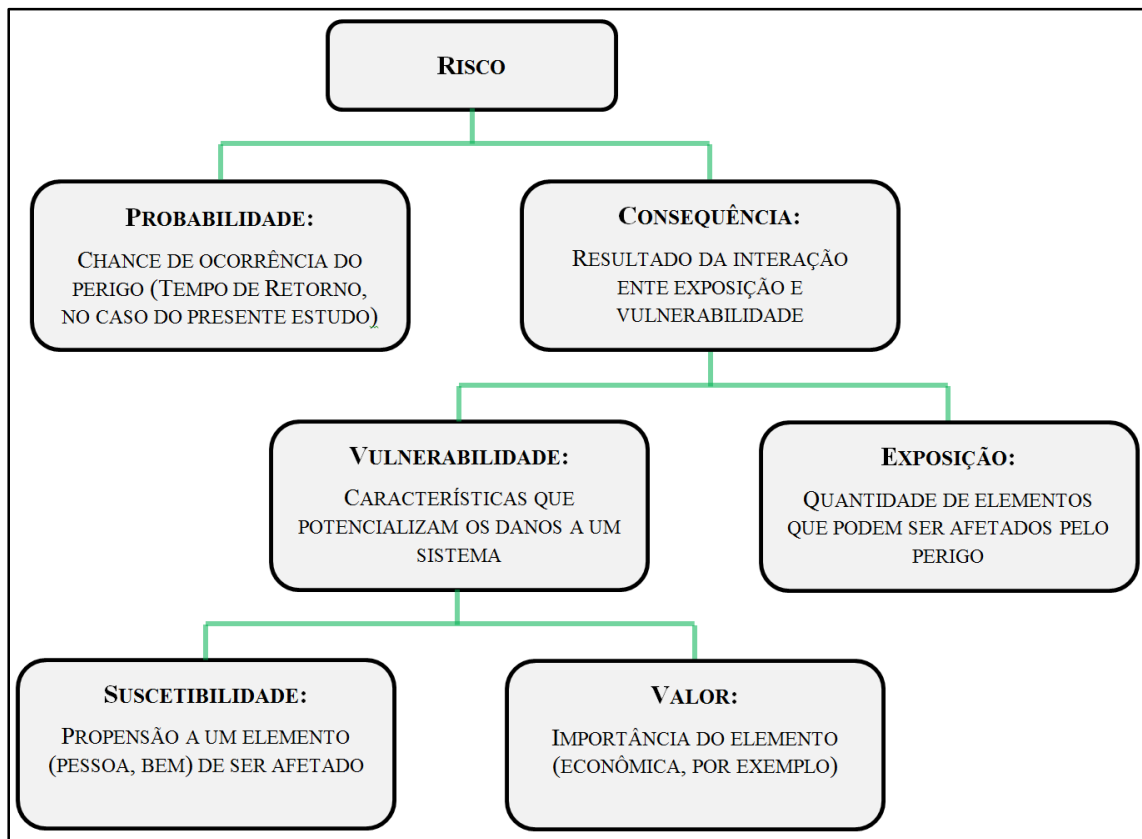 RISCO
PROBABILIDADE:
CHANCE DE OCORRÊNCIA DO
PERIGO (TEMPO DE RETORNO,
NO CASO DO PRESENTE ESTUDO)
CONSEQUÊNCIA:
RESULTADO DA INTERAÇÃO
ENTE EXPOSIÇÃO E
VULNERABILIDADE
VULNERABILIDADE:
CARACTERÍSTICAS QUE
POTENCIALIZAM OS DANOS A UM
SISTEMA
EXPOSIÇÃO:
QUANTIDADE DE ELEMENTOS
QUE PODEM SER AFETADOS PELO
PERIGO
SUSCETIBILIDADE:
PROPENSÃO A UM ELEMENTO
(PESSOA, BEM) DE SER AFETADO
VALOR:
IMPORTÂNCIA DO ELEMENTO
(ECONÔMICA, POR EXEMPLO)